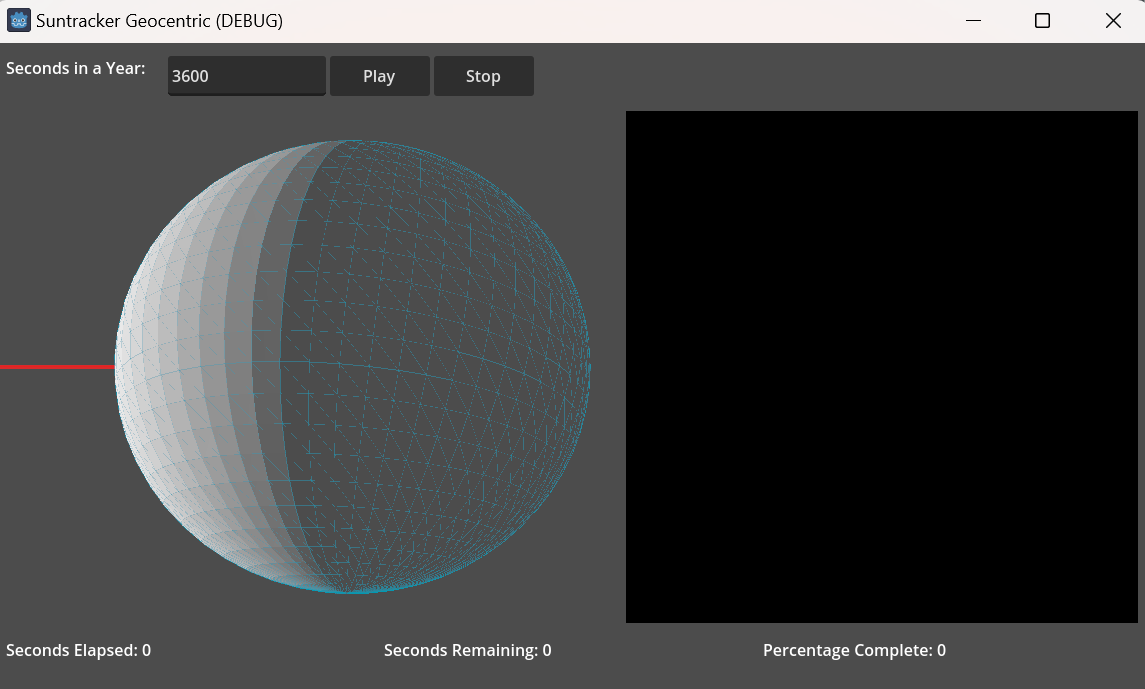 Suntracker Geocentric (DEBUG)
Seconds in a Year: 3600 Play Stop
Seconds Elapsed: 0 Seconds Remaining: 0 Percentage Complete: 0